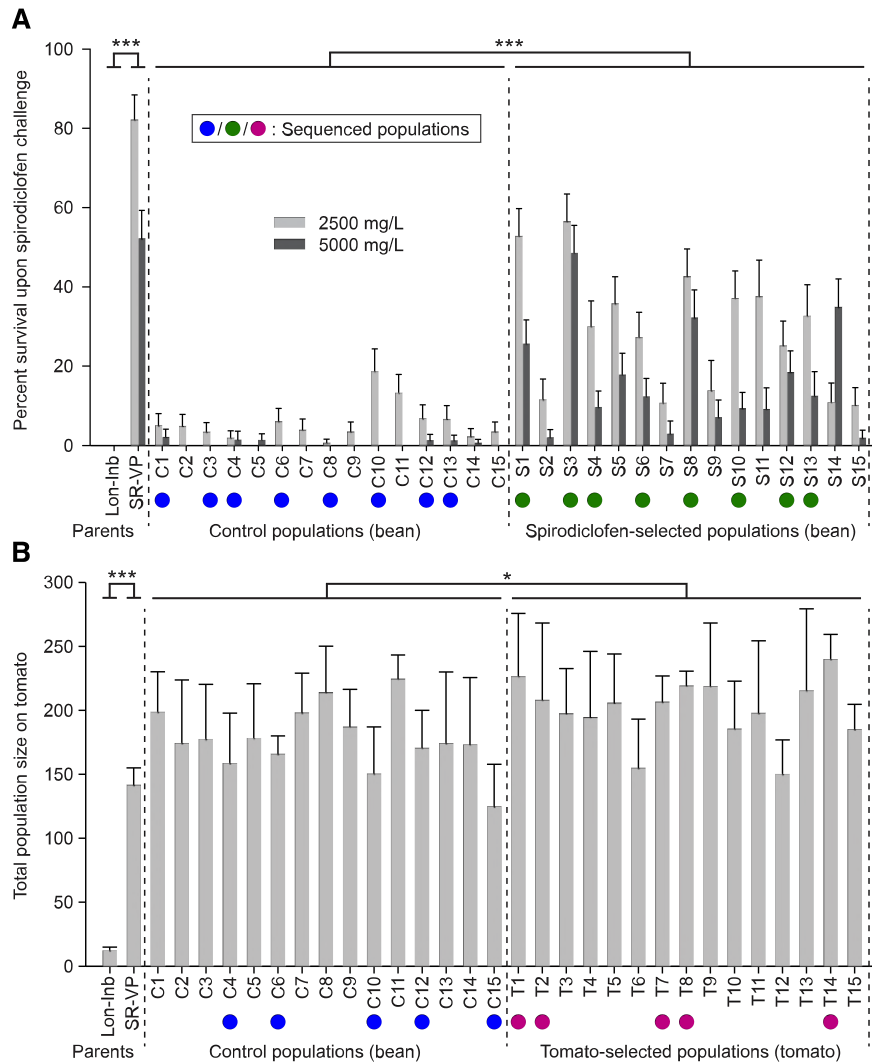 A
*** ***
100
80
60
40
20
0
Percent survival upon spirodiclofen challenge
/ / : Sequenced populations
2500 mg/L
5000 mg/L
Lon-Inb SR-VP C1 C2 C3 C4 C5 C6 C7 C8 C9 C10 C11 C12 C13 C14 C15 S1 S2 S3 S4 S5 S6 S7 S8 S9 S10 S11 S12 S13 S14 S15
Parents Control populations (bean) Spirodiclofen-selected populations (bean)
B
*** *
300
250
200
150
100
50
0
Total population size on tomato
Lon-Inb SR-VP C1 C2 C3 C4 C5 C6 C7 C8 C9 C10 C11 C12 C13 C14 C15 T1 T2 T3 T4 T5 T6 T7 T8 T9 T10 T11 T12 T13 T14 T15
Parents Control populations (bean) Tomato-selected populations (tomato)